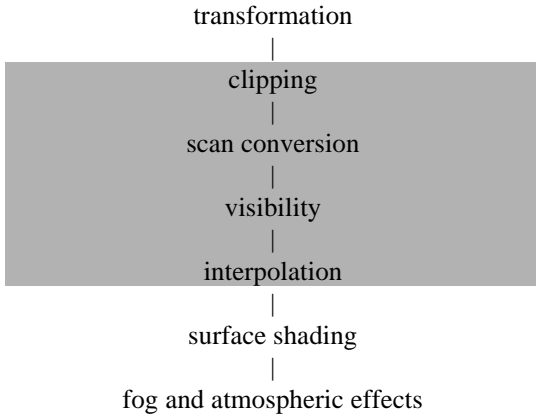 transformation
clipping
scan conversion
visibility
interpolation
surface shading
fog and atmospheric effects